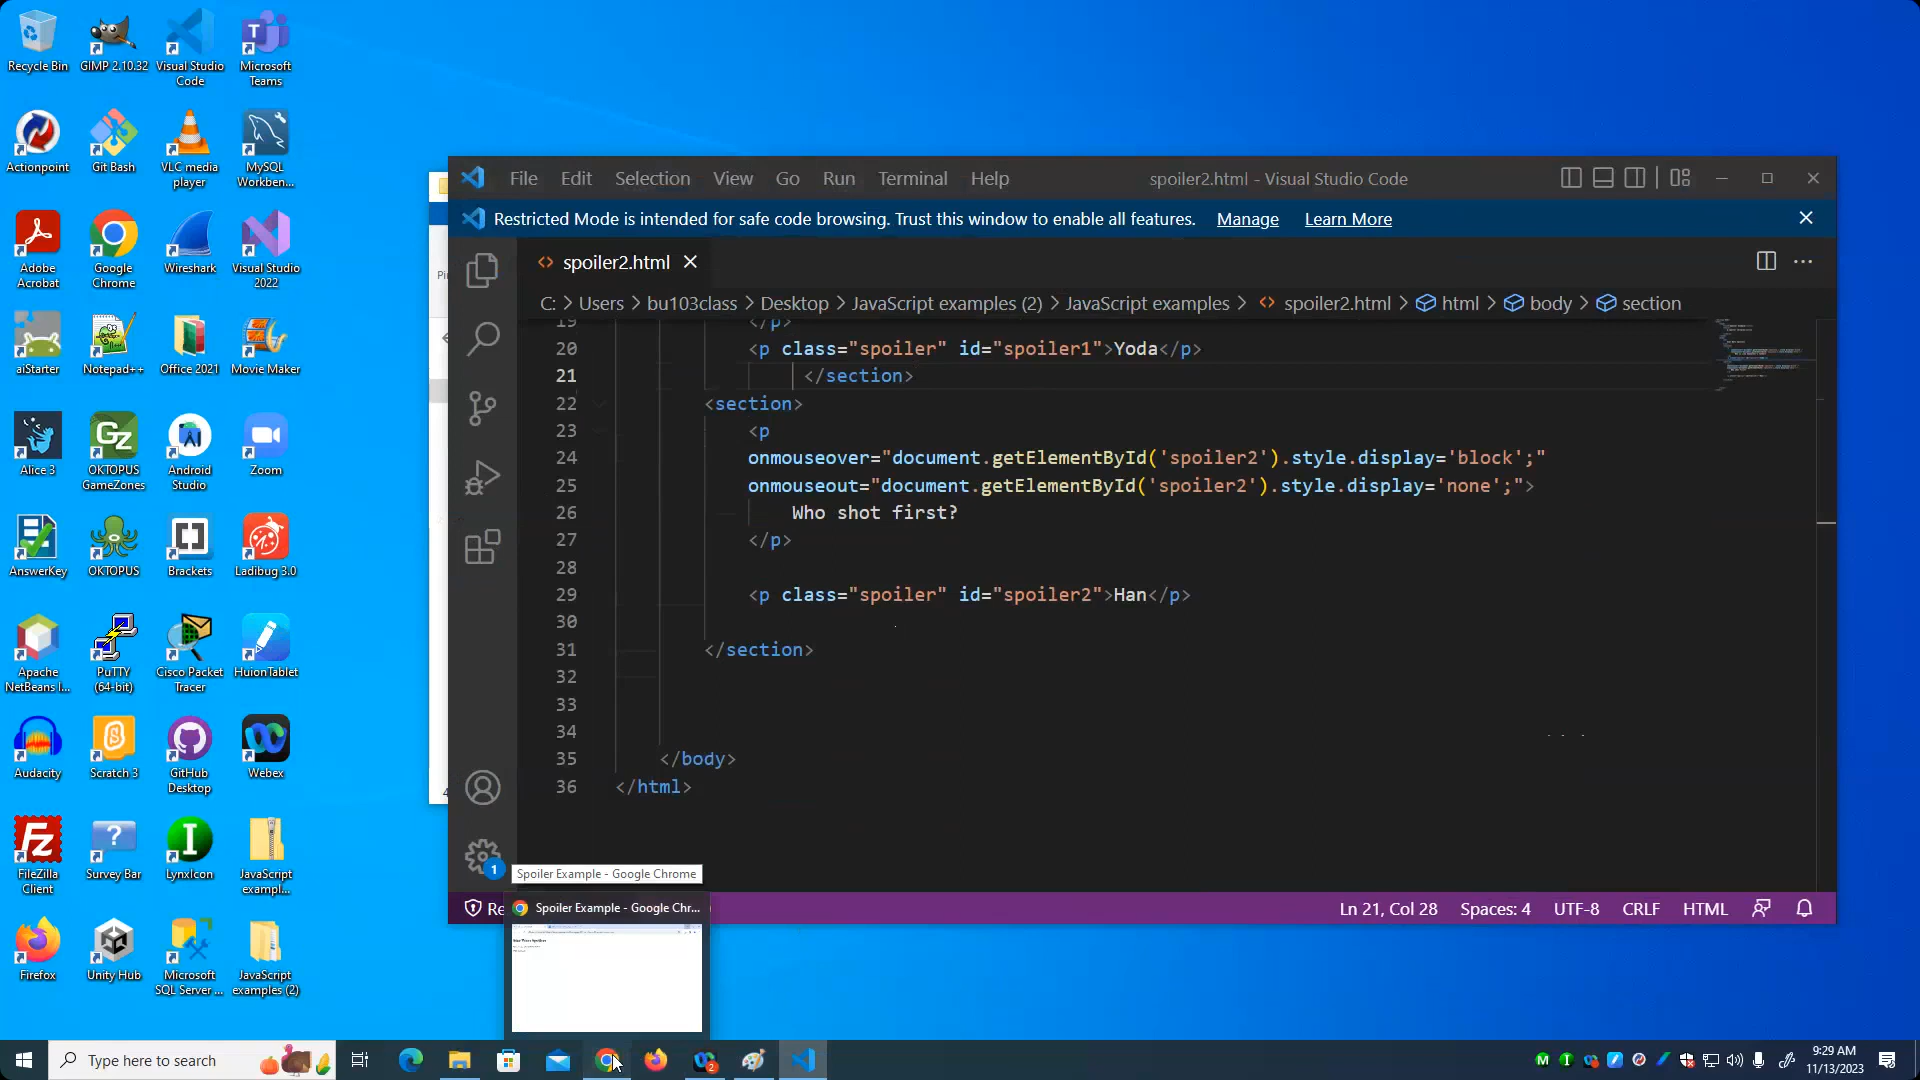 Recycle Bin
GIMP 2.10.32
Visual Studio
Code
Microsoft
Teams
Actionpoint
Git Bash
VLC media
player
MySQL
Workben...
Adobe
Acrobat
Google
Chrome
Wireshark
Visual Studio
2022
aiStarter
Notepad++
Office 2021
Movie Maker
Alice 3
OKTOPUS
GameZones
Android
Studio
Zoom
AnswerKey
OKTOPUS
Brackets
Ladibug 3.0
Apache
NetBeans I...
PuTTY
(64-bit)
Cisco Packet
Tracer
HuionTablet
Audacity
Scratch 3
GitHub
Desktop
Webex
FileZilla
Client
Survey Bar
LynxIcon
JavaScript
exampl...
Firefox
Unity Hub
Microsoft
SQL Server ...
JavaScript
examples (2)
File Edit Selection View Go Run Terminal Help
spoiler2.html - Visual Studio Code
Restricted Mode is intended for safe code browsing. Trust this window to enable all features. Manage Learn More
spoiler2.html
C: > Users > bu103class > Desktop > JavaScript examples (2) > JavaScript examples > <> spoiler2.html > html > body > section
19 </p>
20 <p class="spoiler" id="spoiler1">Yoda</p>
21 </section>
22 <section>
23 <p
24 onmouseover="document.getElementById('spoiler2').style.display='block';"
25 onmouseout="document.getElementById('spoiler2').style.display='none';">
26 Who shot first?
27 </p>
28
29 <p class="spoiler" id="spoiler2">Han</p>
30
31 </section>
32
33
34
35 </body>
36 </html>
1
Spoiler Example - Google Chrome
Re
Spoiler Example - Google Chr...
Ln 21, Col 28 Spaces: 4 UTF-8 CRLF HTML
Type here to search
2
9:29 AM
11/13/2023